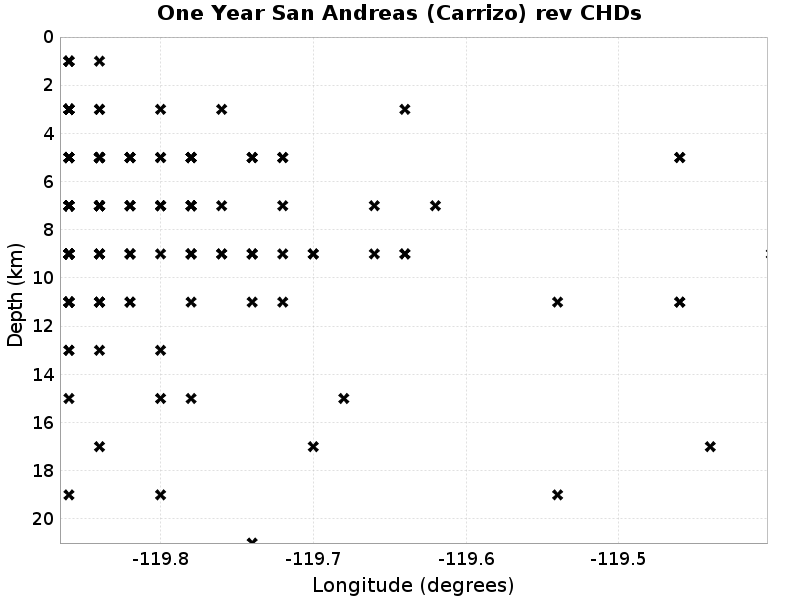 One Year San Andreas (Carrizo) rev CHDs
0
2
4
6
8
10
12
14
16
18
20
Depth (km)
-119.8 -119.7 -119.6 -119.5
Longitude (degrees)